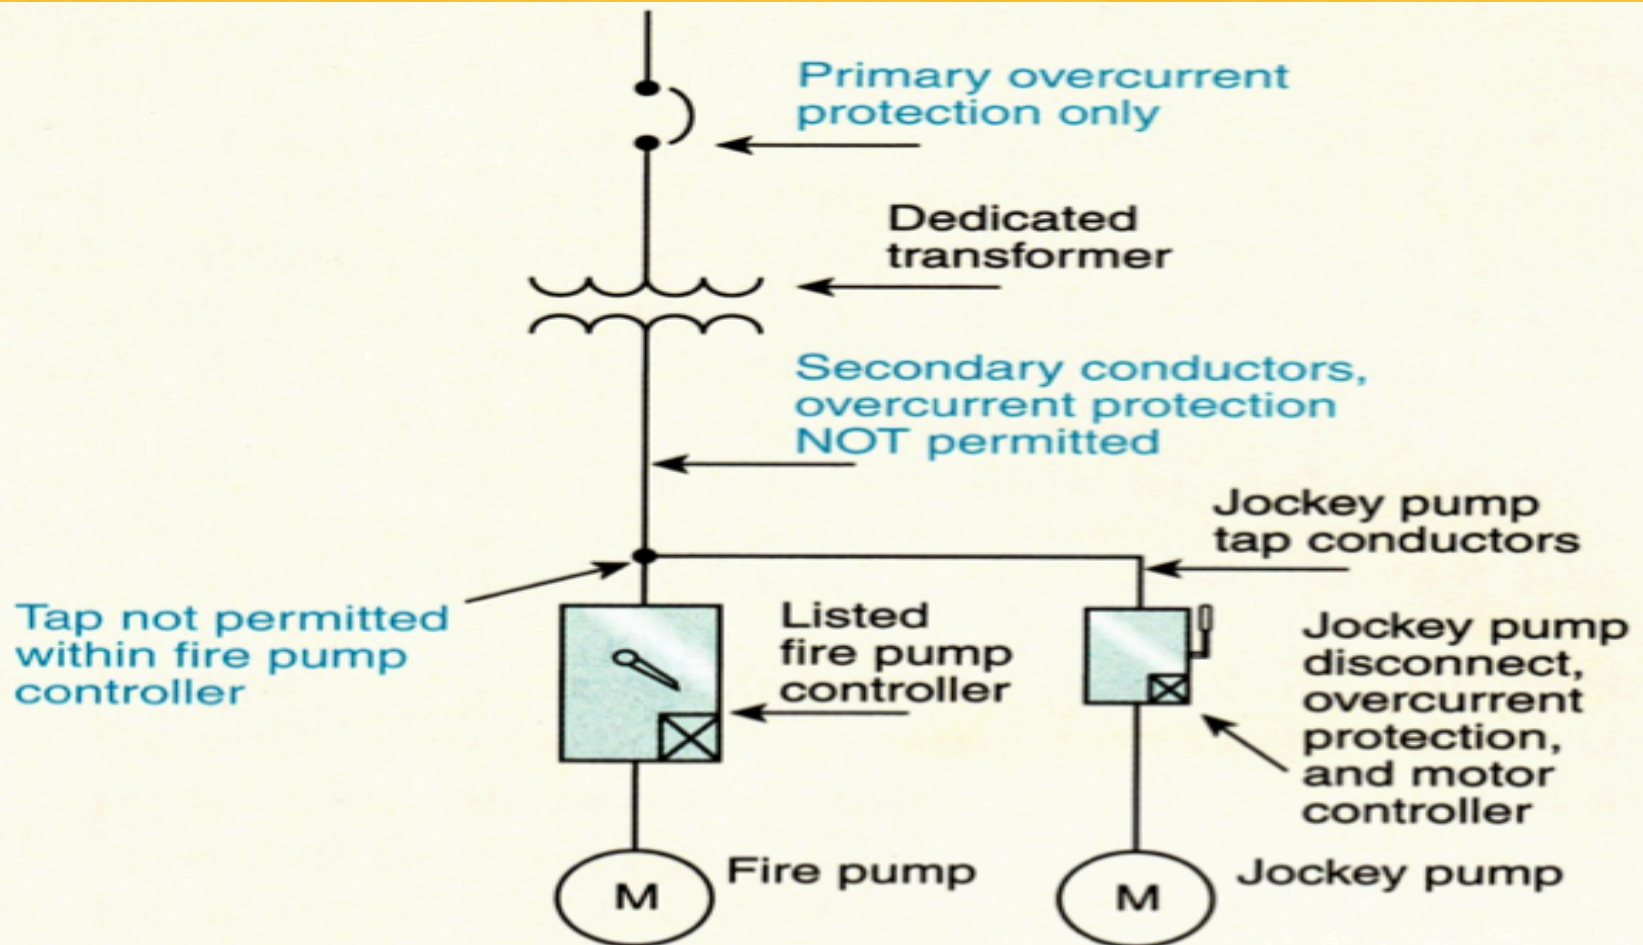 Primary overcurrent
protection only
Dedicated
transformer
Secondary conductors,
overcurrent protection
NOT permitted
Jockey pump
tap conductors
Tap not permitted
within fire pump
controller
Listed
fire pump
controller
Jockey pump
disconnect,
overcurrent
protection,
and motor
controller
M
Fire pump
M
Jockey pump